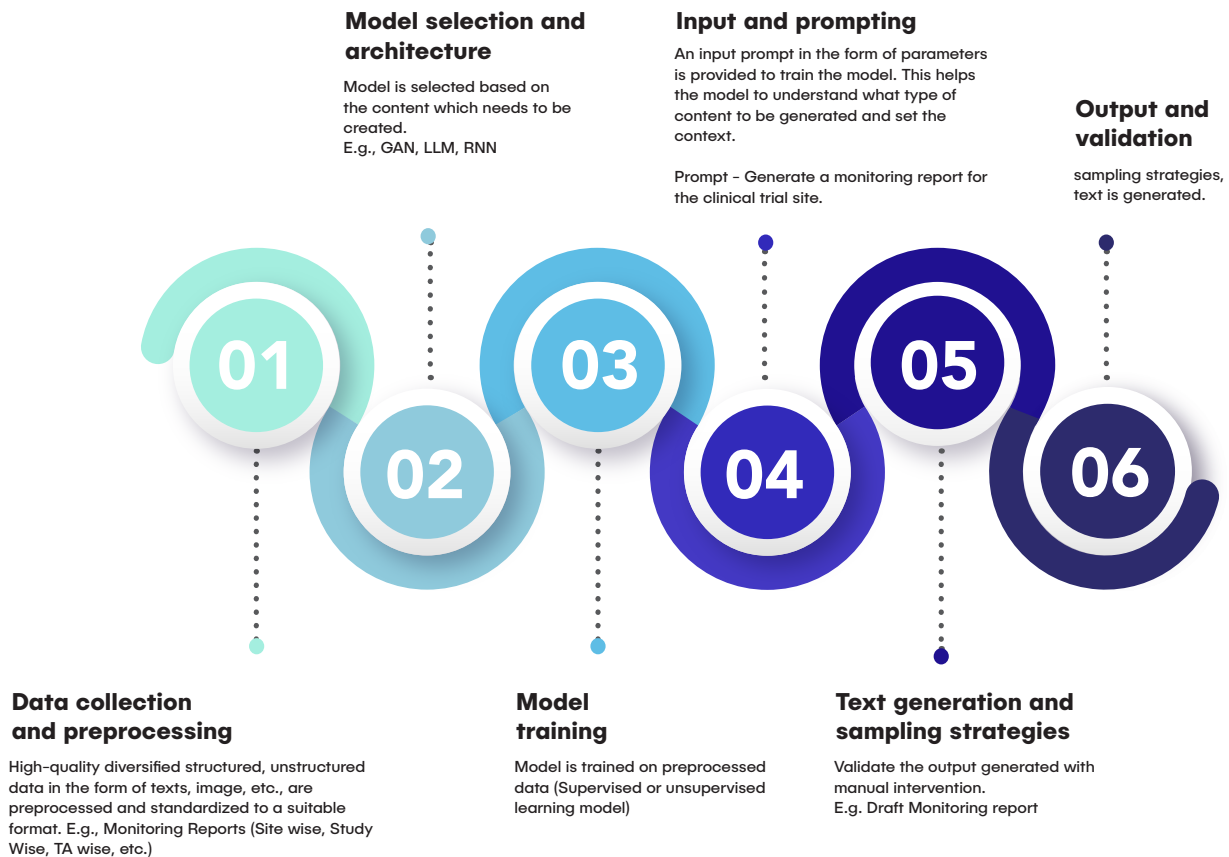 Model selection and
architecture
Model is selected based on
the content which needs to be
created.
E.g., GAN, LLM, RNN
Input and prompting
An input prompt in the form of parameters
is provided to train the model. This helps
the model to understand what type of
content to be generated and set the
context.
Prompt - Generate a monitoring report for
the clinical trial site.
Output and
validation
sampling strategies,
text is generated.
01
02
03
04
05
06
Data collection
and preprocessing
High-quality diversified structured, unstructured
data in the form of texts, image, etc., are
preprocessed and standardized to a suitable
format. E.g., Monitoring Reports (Site wise, Study
Wise, TA wise, etc.)
Model
training
Model is trained on preprocessed
data (Supervised or unsupervised
learning model)
Text generation and
sampling strategies
Validate the output generated with
manual intervention.
E.g. Draft Monitoring report